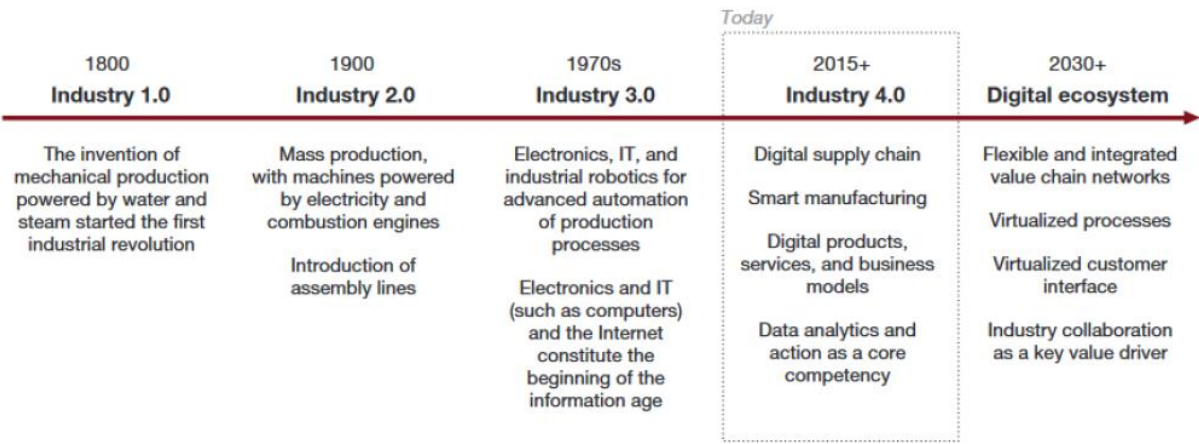 Today
1800
Industry 1.0
The invention of
mechanical production
powered by water and
steam started the first
industrial revolution
1900
Industry 2.0
Mass production,
with machines powered
by electricity and
combustion engines
Introduction of
assembly lines
1970s
Industry 3.0
Electronics, IT, and
industrial robotics for
advanced automation
of production
processes
Electronics and IT
(such as computers)
and the Internet
constitute the
beginning of the
information age
2015+
Industry 4.0
Digital supply chain
Smart manufacturing
Digital products,
services, and business
models
Data analytics and
action as a core
competency
2030+
Digital ecosystem
Flexible and integrated
value chain networks
Virtualized processes
Virtualized customer
interface
Industry collaboration
as a key value driver